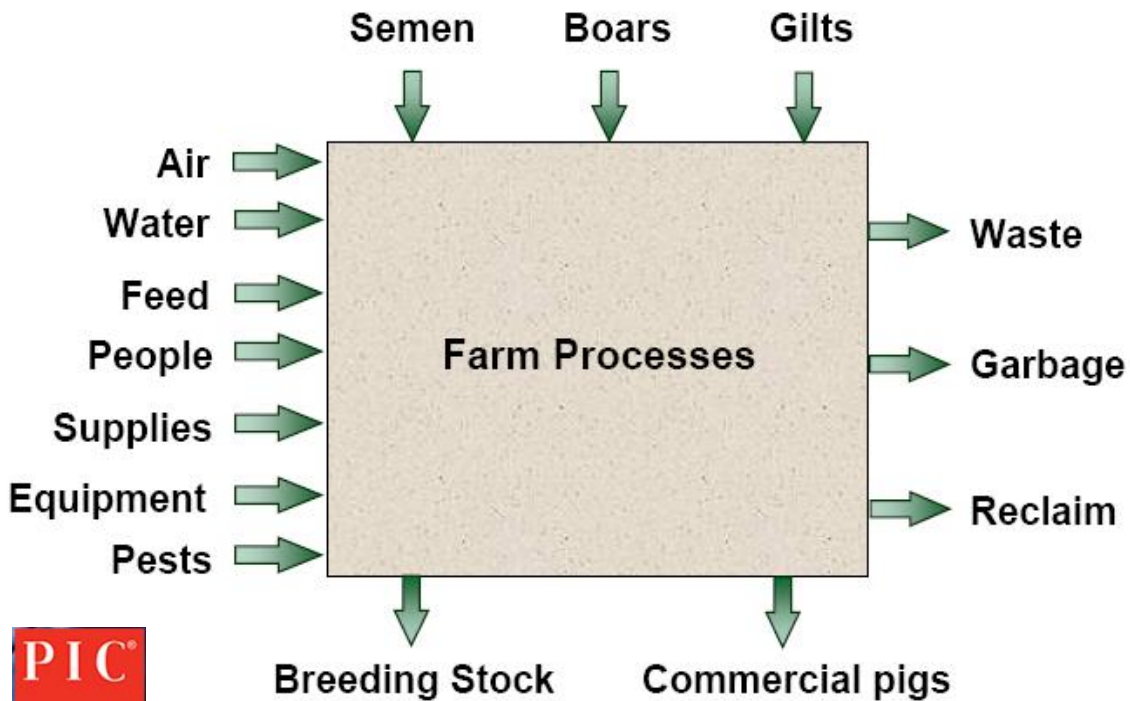 Semen Boars Gilts
Air
Water
Feed
People
Supplies
Equipment
Pests
Farm Processes
Waste
Garbage
Reclaim
Breeding Stock Commercial pigs
PIC®